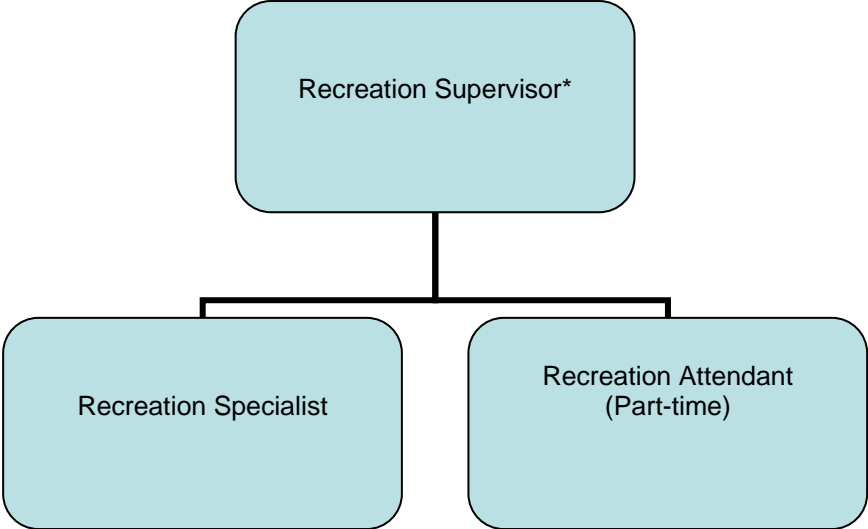 Recreation Supervisor*
Recreation Specialist
Recreation Attendant
(Part-time)